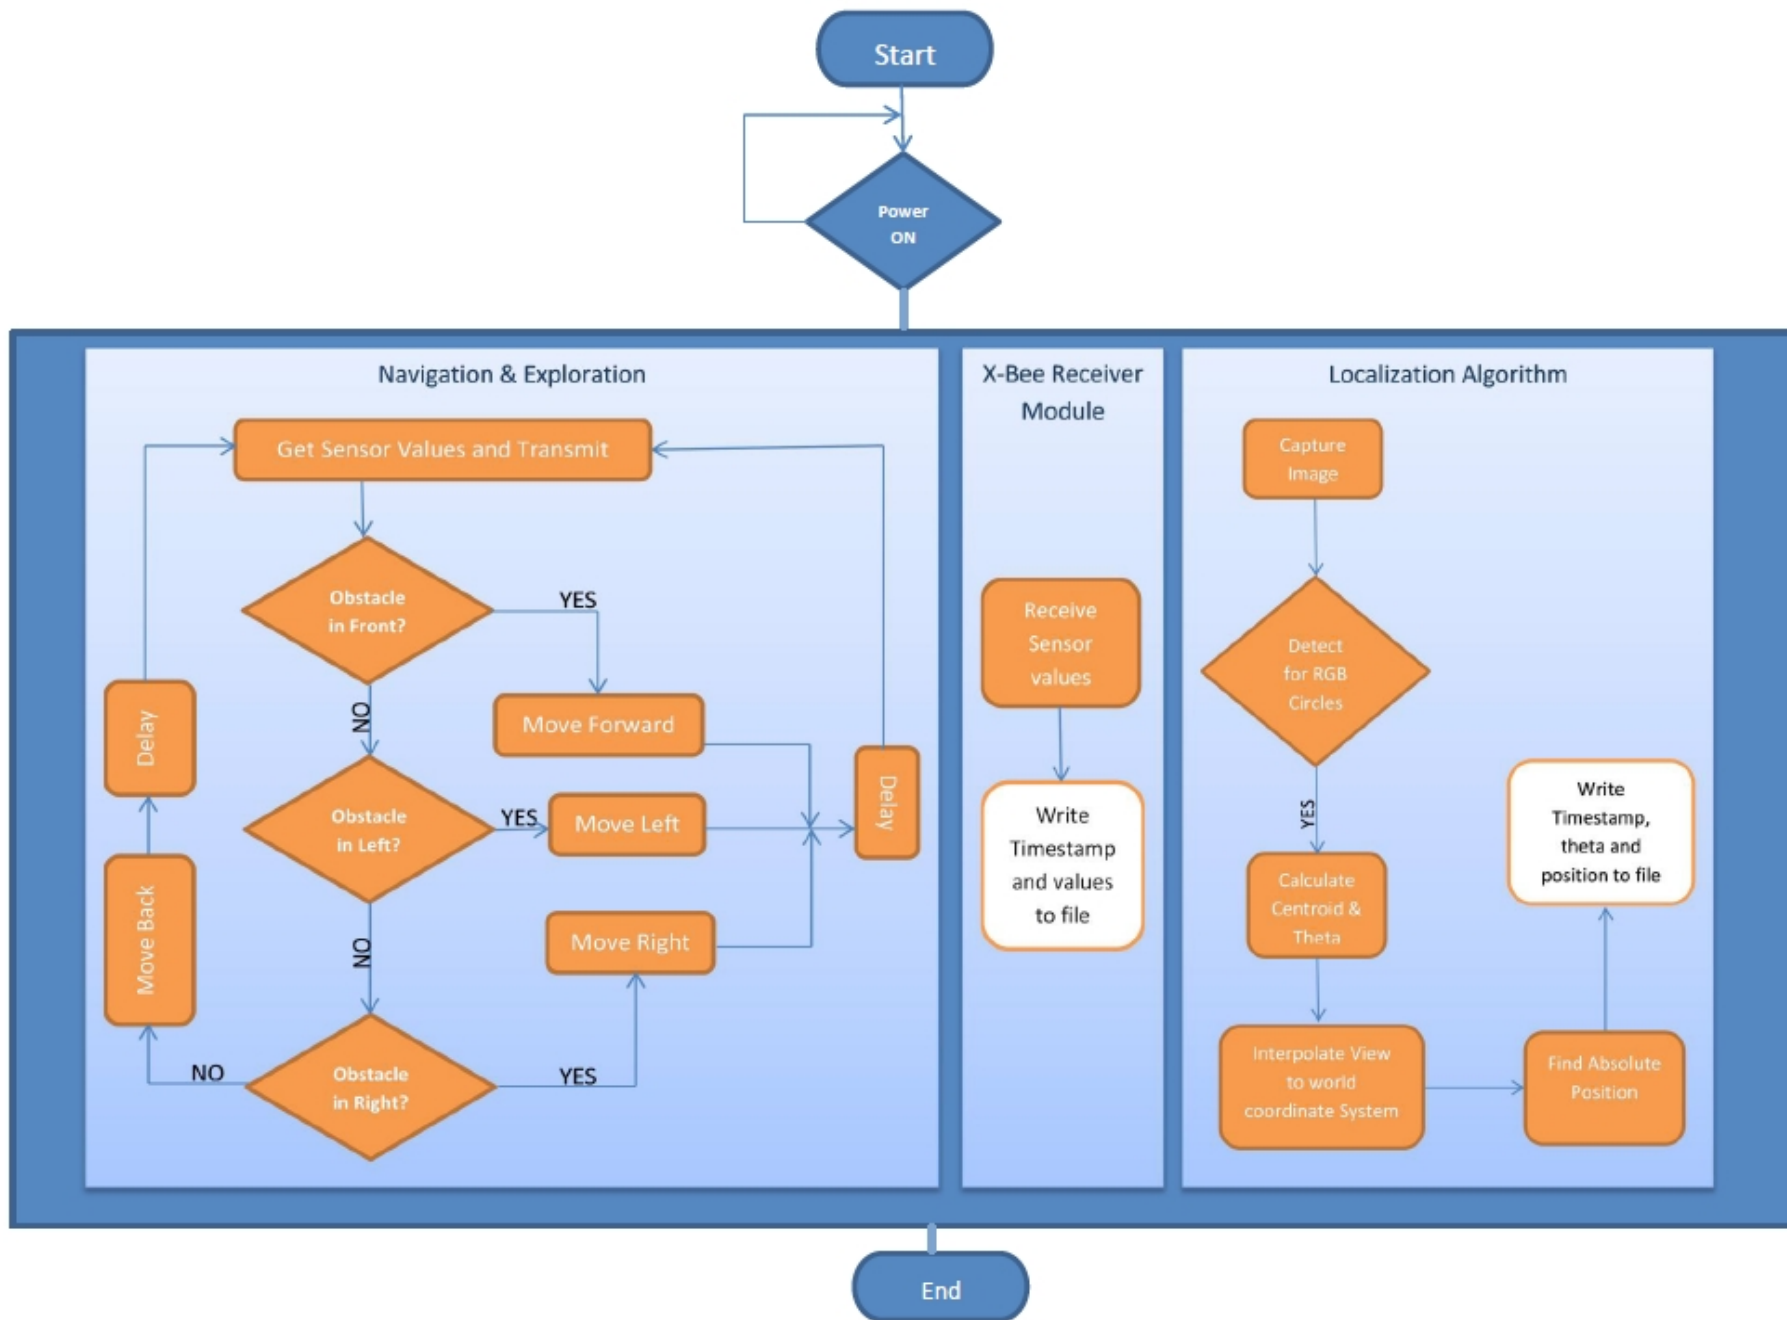 Start
Power
ON
Navigation & Exploration
Get Sensor Values and Transmit
Obstacle
in Front?
YES
NO
Move Forward
Delay
Obstacle
in Left?
YES
Move Left
Delay
NO
Move Back
Move Right
Obstacle
in Right?
NO
YES
X-Bee Receiver
Module
Receive
Sensor
values
Write
Timestamp
and values
to file
Localization Algorithm
Capture
Image
Detect
for RGB
Circles
YES
Calculate
Centroid &
Theta
Interpolate View
to world
coordinate System
Find Absolute
Position
Write
Timestamp,
theta and
position to file
End